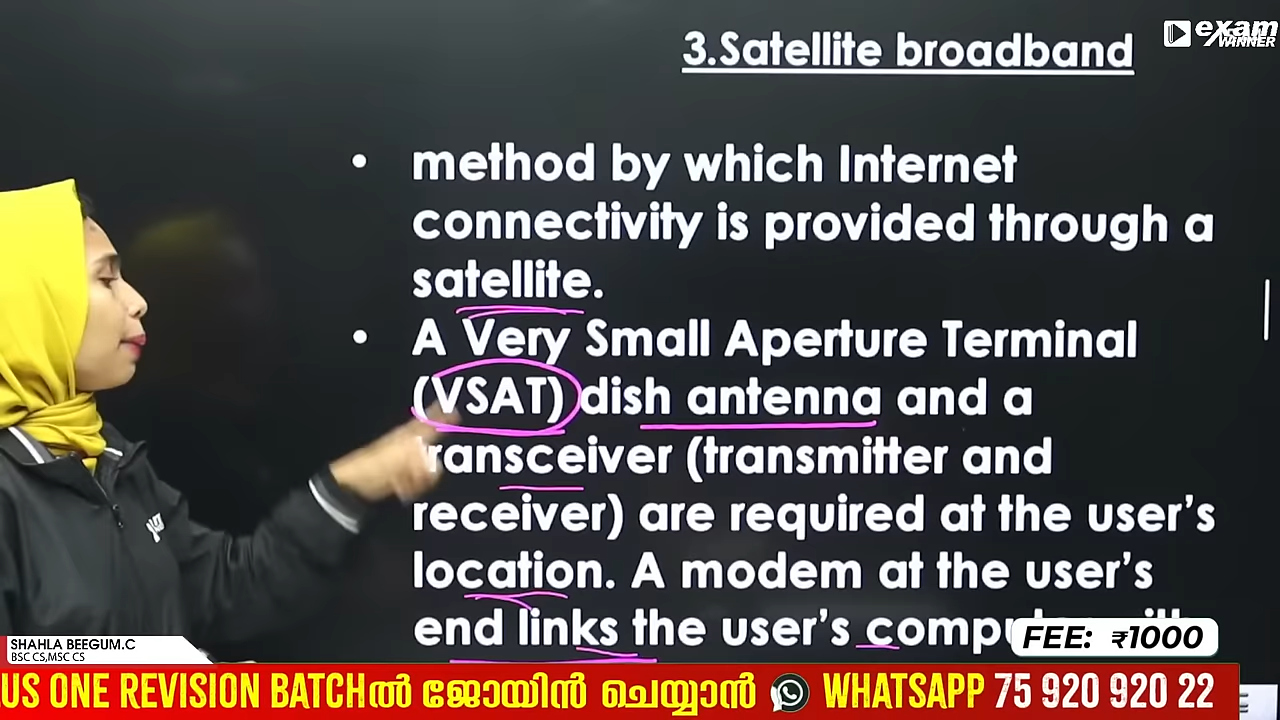 3.Satellite broadband
exam
WINNER
• method by which Internet
connectivity is provided through a
satellite.
• A Very Small Aperture Terminal
(VSAT) dish antenna and a
transceiver (transmitter and
receiver) are required at the user's
location. A modem at the user's
end links the user's
FEE: ₹1000
SHAHLA BEEGUM.C
BSC CS,MSC CS
US ONE REVISION BATCHൽ ജോയിൻ ചെയ്യാൻ WHATSAPP 75 920 920 22